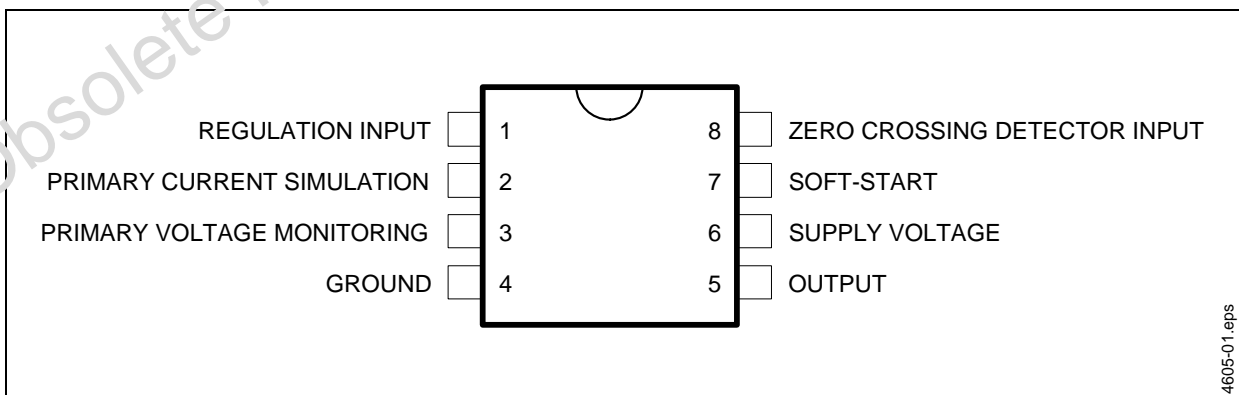 Obsolete
REGULATION INPUT 1 8 ZERO CROSSING DETECTOR INPUT
PRIMARY CURRENT SIMULATION 2 7 SOFT-START
PRIMARY VOLTAGE MONITORING 3 6 SUPPLY VOLTAGE
GROUND 4 5 OUTPUT
4605-01.eps